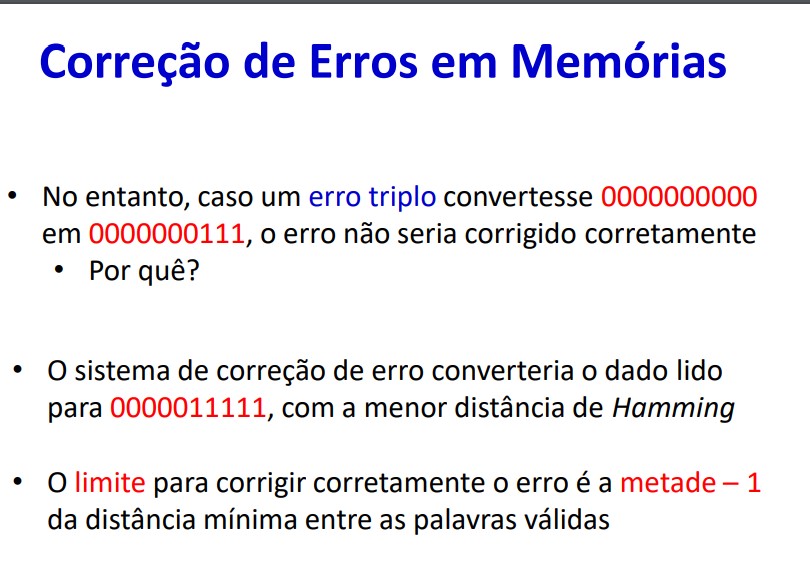 Correção de Erros em Memórias
• No entanto, caso um erro triplo convertesse 0000000000
em 0000000111, o erro não seria corrigido corretamente
• Por quê?
• O sistema de correção de erro converteria o dado lido
para 0000011111, com a menor distância de Hamming
• O limite para corrigir corretamente o erro é a metade – 1
da distância mínima entre as palavras válidas